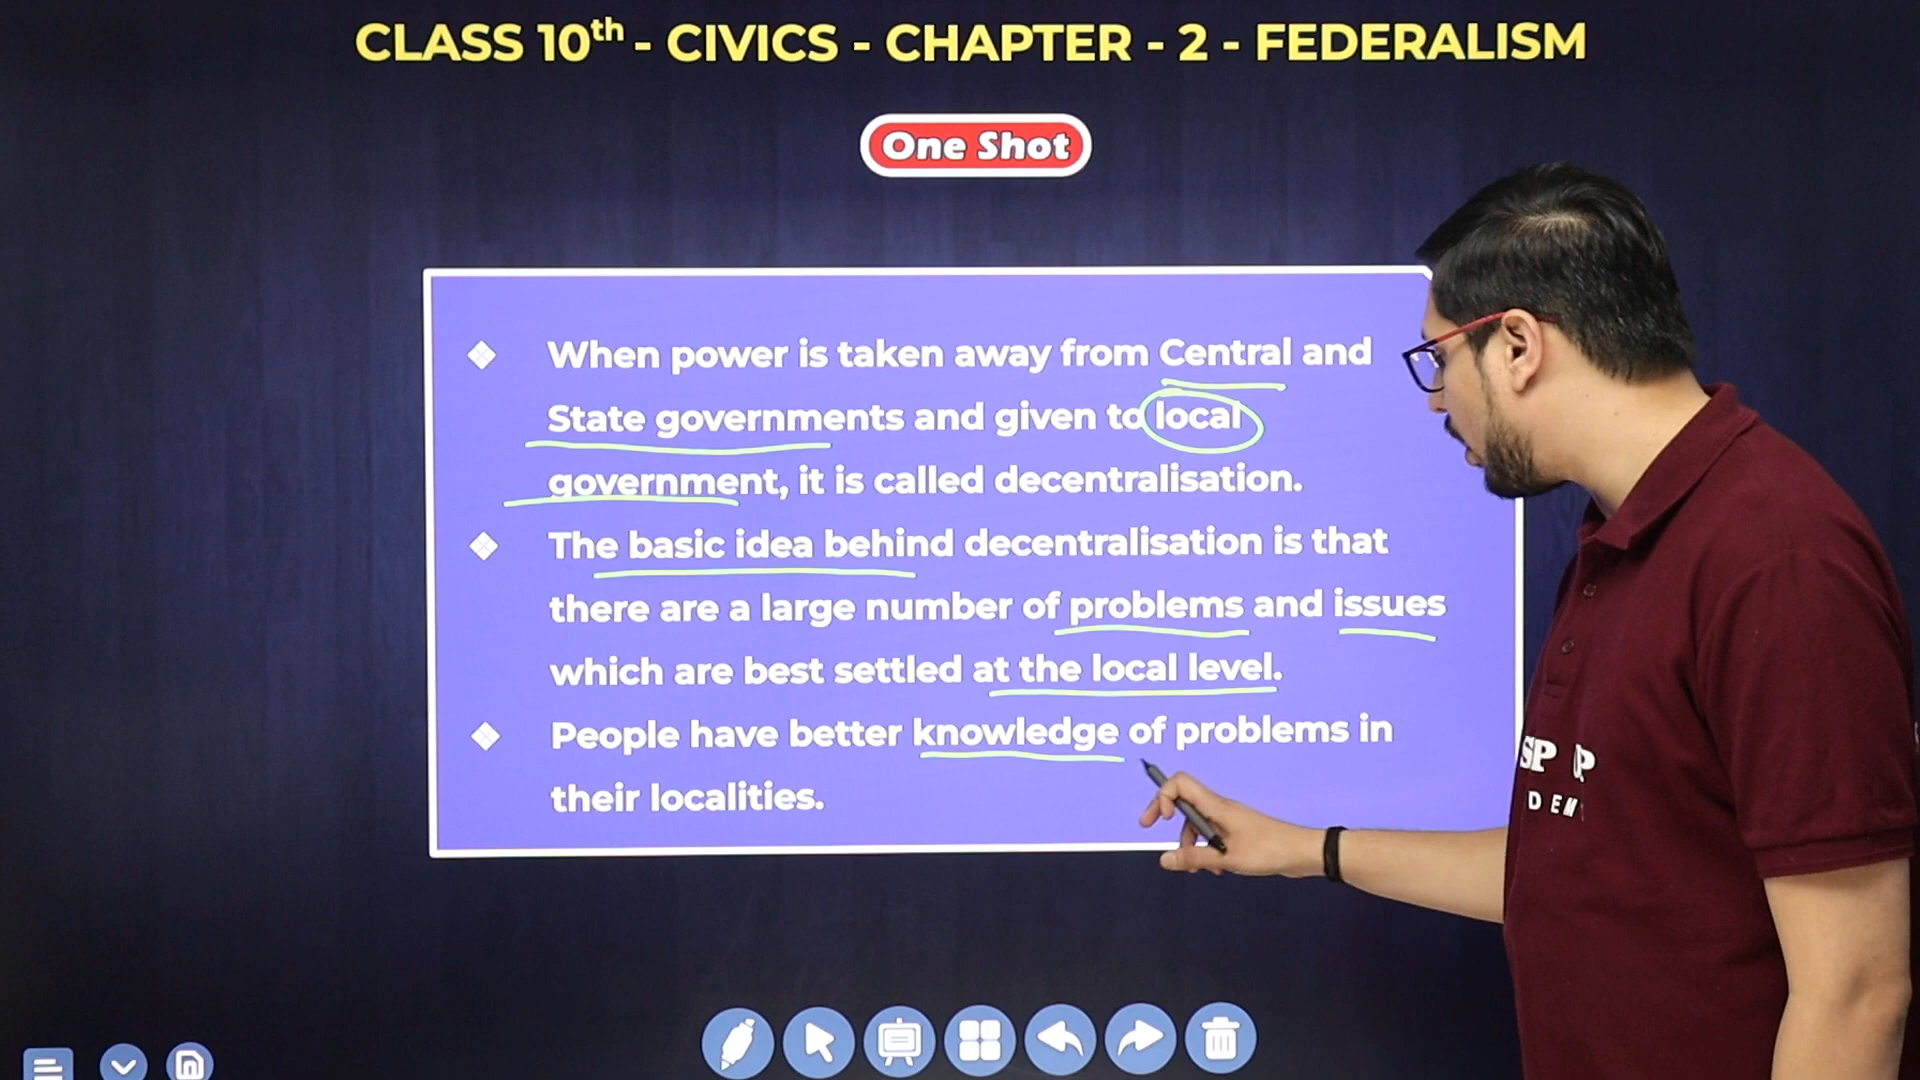 CLASS 10th - CIVICS - CHAPTER - 2 - FEDERALISM
One Shot
❖ When power is taken away from Central and
State governments and given to local
government, it is called decentralisation.
❖ The basic idea behind decentralisation is that
there are a large number of problems and issues
which are best settled at the local level.
❖ People have better knowledge of problems in
their localities.